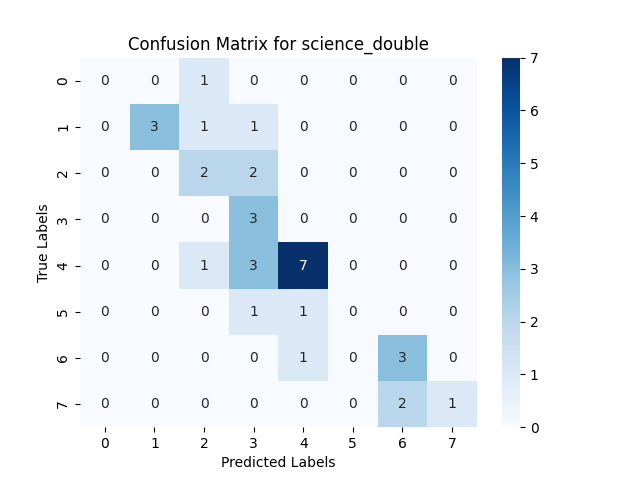 Confusion Matrix for science_double
0 0 0 1 0 0 0 0 0
1 0 3 1 1 0 0 0 0
2 0 0 2 2 0 0 0 0
3 0 0 0 3 0 0 0 0
4 0 0 1 3 7 0 0 0
5 0 0 0 1 1 0 0 0
6 0 0 0 0 1 0 3 0
7 0 0 0 0 0 0 2 1
0 1 2 3 4 5 6 7
Predicted Labels
True Labels
7
6
5
4
3
2
1
0